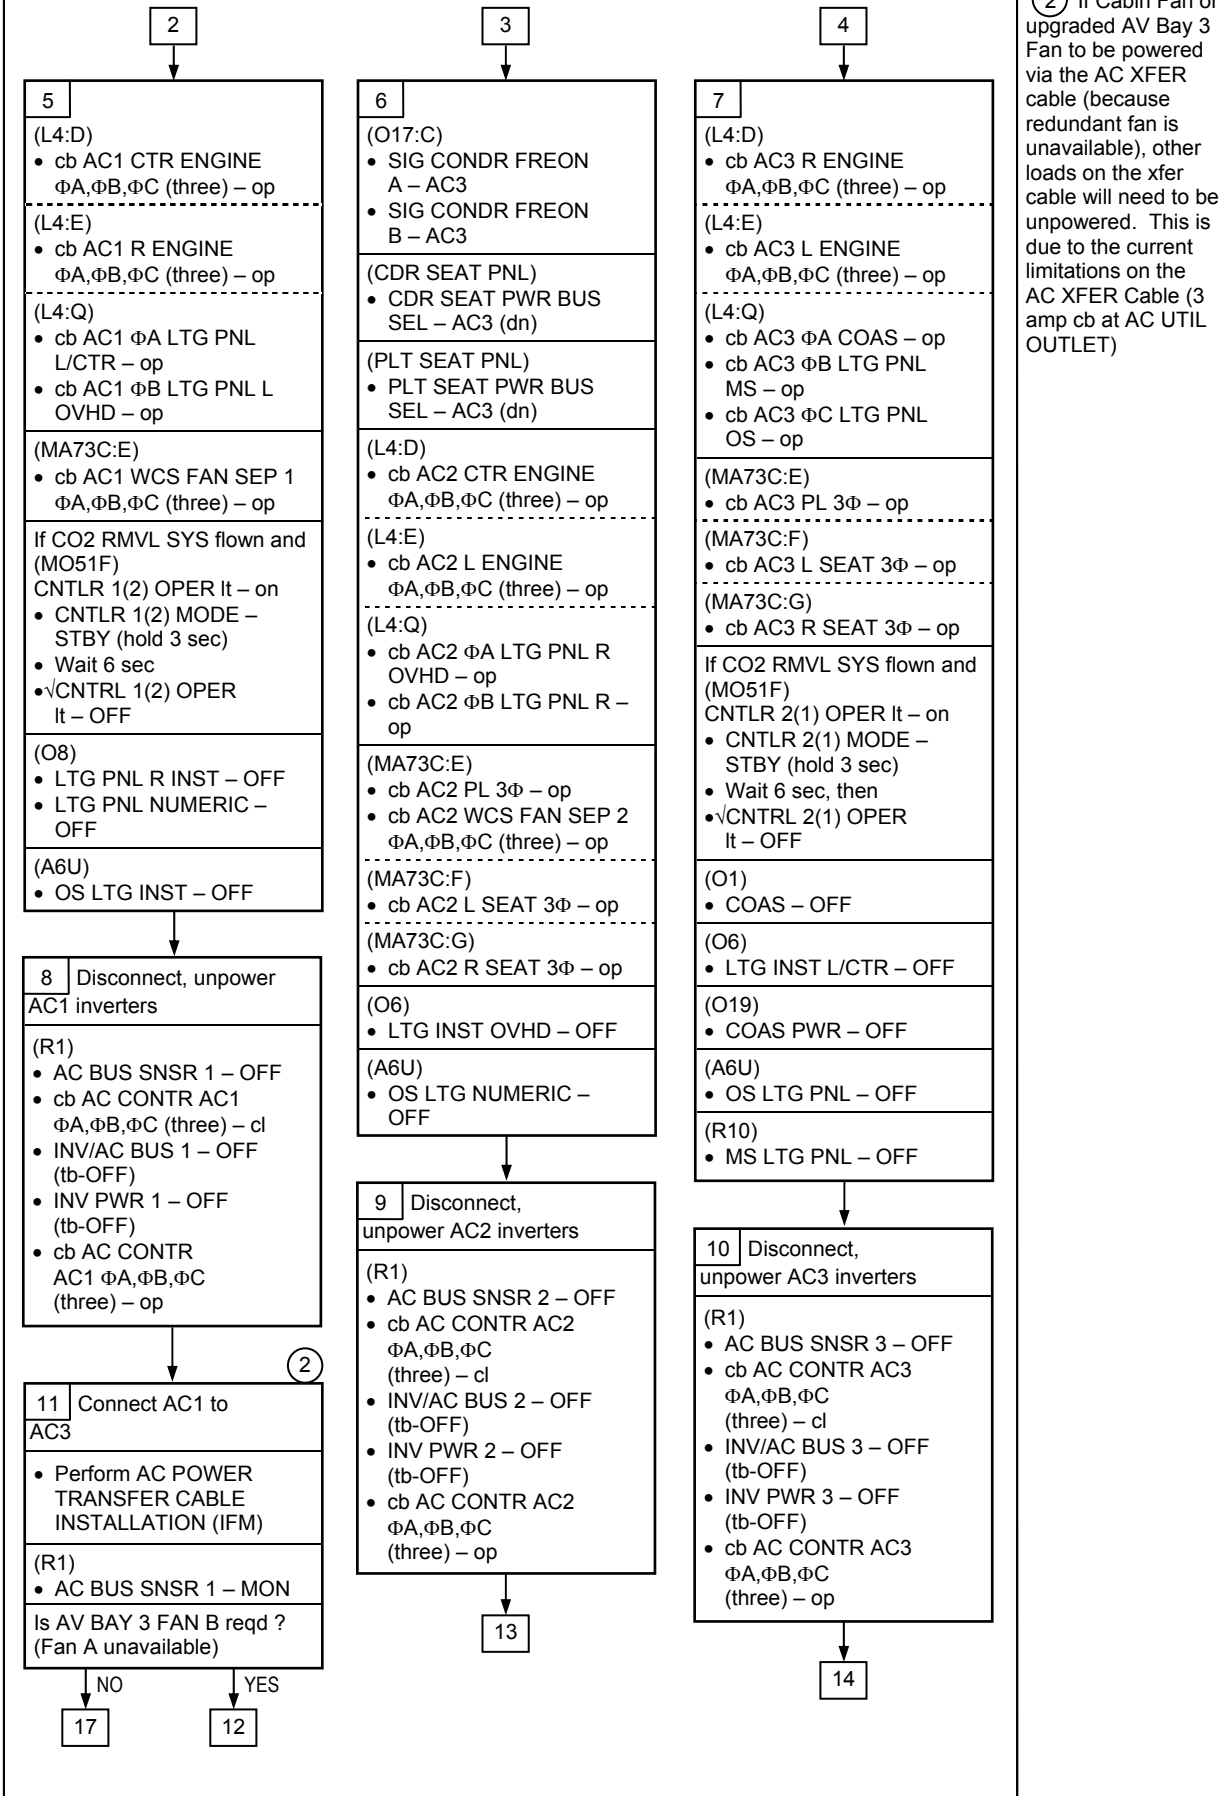 2
5
(L4:D)
• cb AC1 CTR ENGINE
ΦA,ΦB,ΦC (three) – op
(L4:E)
• cb AC1 R ENGINE
ΦA,ΦB,ΦC (three) – op
(L4:Q)
• cb AC1 ΦA LTG PNL
L/CTR – op
• cb AC1 ΦB LTG PNL L
OVHD – op
(MA73C:E)
• cb AC1 WCS FAN SEP 1
ΦA,ΦB,ΦC (three) – op
If CO2 RMVL SYS flown and
(MO51F)
CNTLR 1(2) OPER lt – on
• CNTLR 1(2) MODE –
STBY (hold 3 sec)
• Wait 6 sec
•√CNTRL 1(2) OPER
lt – OFF
(O8)
• LTG PNL R INST – OFF
• LTG PNL NUMERIC –
OFF
(A6U)
• OS LTG INST – OFF
8 Disconnect, unpower
AC1 inverters
(R1)
• AC BUS SNSR 1 – OFF
• cb AC CONTR AC1
ΦA,ΦB,ΦC (three) – cl
• INV/AC BUS 1 – OFF
(tb-OFF)
• INV PWR 1 – OFF
(tb-OFF)
• cb AC CONTR
AC1 ΦA,ΦB,ΦC
(three) – op
2
11 Connect AC1 to
AC3
• Perform AC POWER
TRANSFER CABLE
INSTALLATION (IFM)
(R1)
• AC BUS SNSR 1 – MON
Is AV BAY 3 FAN B reqd ?
(Fan A unavailable)
NO
YES
17
12
3
6
(O17:C)
• SIG CONDR FREON
A – AC3
• SIG CONDR FREON
B – AC3
(CDR SEAT PNL)
• CDR SEAT PWR BUS
SEL – AC3 (dn)
(PLT SEAT PNL)
• PLT SEAT PWR BUS
SEL – AC3 (dn)
(L4:D)
• cb AC2 CTR ENGINE
ΦA,ΦB,ΦC (three) – op
(L4:E)
• cb AC2 L ENGINE
ΦA,ΦB,ΦC (three) – op
(L4:Q)
• cb AC2 ΦA LTG PNL R
OVHD – op
• cb AC2 ΦB LTG PNL R –
op
(MA73C:E)
• cb AC2 PL 3Φ – op
• cb AC2 WCS FAN SEP 2
ΦA,ΦB,ΦC (three) – op
(MA73C:F)
• cb AC2 L SEAT 3Φ – op
(MA73C:G)
• cb AC2 R SEAT 3Φ – op
(O6)
• LTG INST OVHD – OFF
(A6U)
• OS LTG NUMERIC –
OFF
9 Disconnect,
unpower AC2 inverters
(R1)
• AC BUS SNSR 2 – OFF
• cb AC CONTR AC2
ΦA,ΦB,ΦC
(three) – cl
• INV/AC BUS 2 – OFF
(tb-OFF)
• INV PWR 2 – OFF
(tb-OFF)
• cb AC CONTR AC2
ΦA,ΦB,ΦC
(three) – op
13
4
7
(L4:D)
• cb AC3 R ENGINE
ΦA,ΦB,ΦC (three) – op
(L4:E)
• cb AC3 L ENGINE
ΦA,ΦB,ΦC (three) – op
(L4:Q)
• cb AC3 ΦA COAS – op
• cb AC3 ΦB LTG PNL
MS – op
• cb AC3 ΦC LTG PNL
OS – op
(MA73C:E)
• cb AC3 PL 3Φ – op
(MA73C:F)
• cb AC3 L SEAT 3Φ – op
(MA73C:G)
• cb AC3 R SEAT 3Φ – op
If CO2 RMVL SYS flown and
(MO51F)
CNTLR 2(1) OPER lt – on
• CNTLR 2(1) MODE –
STBY (hold 3 sec)
• Wait 6 sec, then
•√CNTRL 2(1) OPER
lt – OFF
(O1)
• COAS – OFF
(O6)
• LTG INST L/CTR – OFF
(O19)
• COAS PWR – OFF
(A6U)
• OS LTG PNL – OFF
(R10)
• MS LTG PNL – OFF
10 Disconnect,
unpower AC3 inverters
(R1)
• AC BUS SNSR 3 – OFF
• cb AC CONTR AC3
ΦA,ΦB,ΦC
(three) – cl
• INV/AC BUS 3 – OFF
(tb-OFF)
• INV PWR 3 – OFF
(tb-OFF)
• cb AC CONTR AC3
ΦA,ΦB,ΦC
(three) – op
14
2 If Cabin Fan or
upgraded AV Bay 3
Fan to be powered
via the AC XFER
cable (because
redundant fan is
unavailable), other
loads on the xfer
cable will need to be
unpowered. This is
due to the current
limitations on the
AC XFER Cable (3
amp cb at AC UTIL
OUTLET)